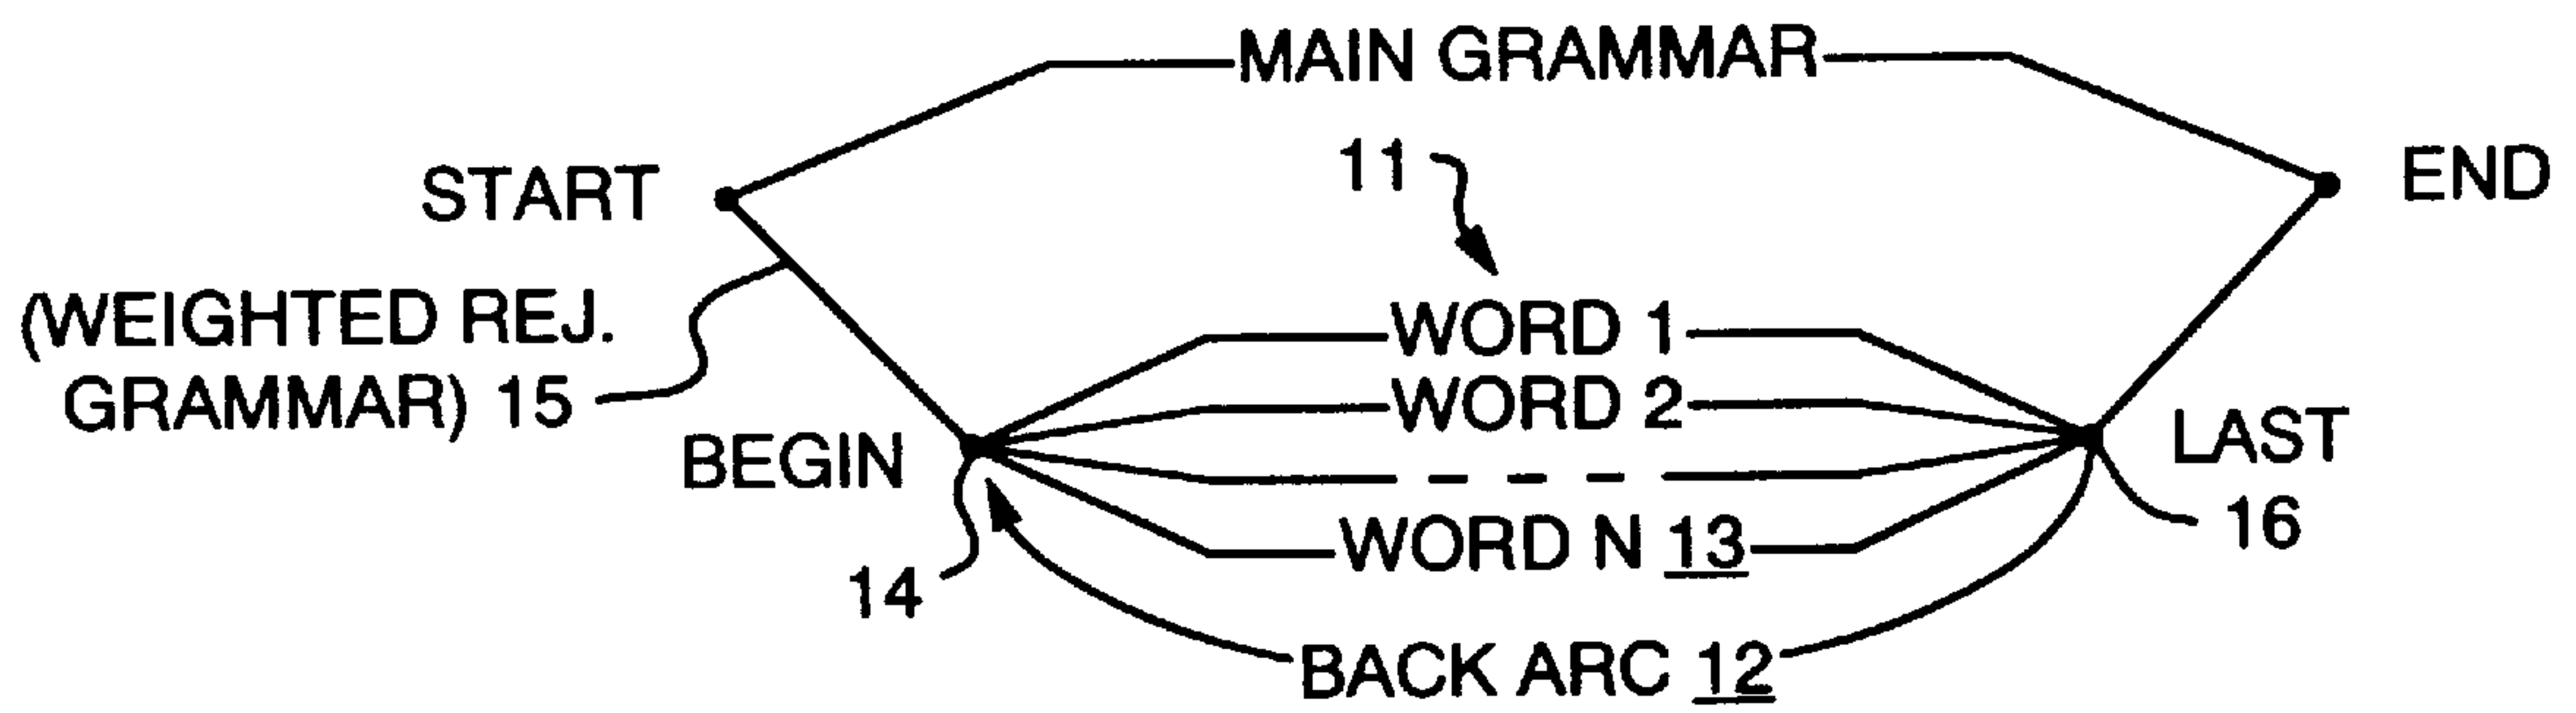 MAIN GRAMMAR
START
11
END
(WEIGHTED REJ.
GRAMMAR) 15
WORD 1
WORD 2
BEGIN
LAST
WORD N 13
16
14
BACK ARC 12